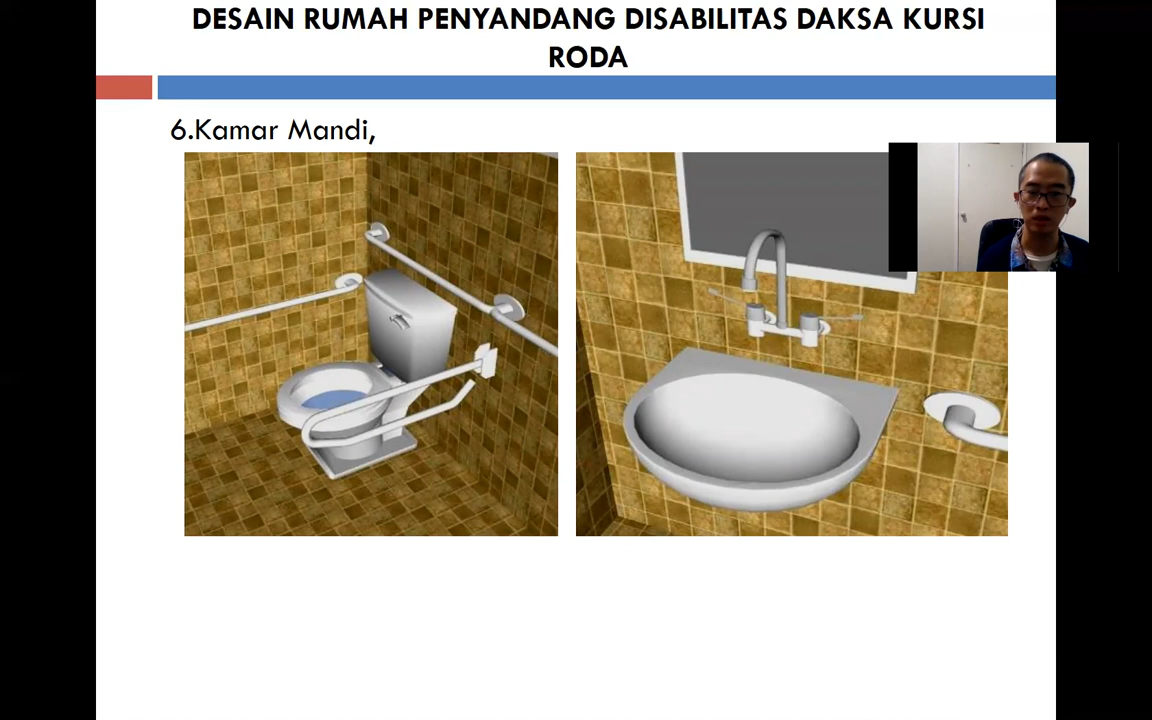 DESAIN RUMAH PENYANDANG DISABILITAS DAKSA KURSI
RODA
6.Kamar Mandi,